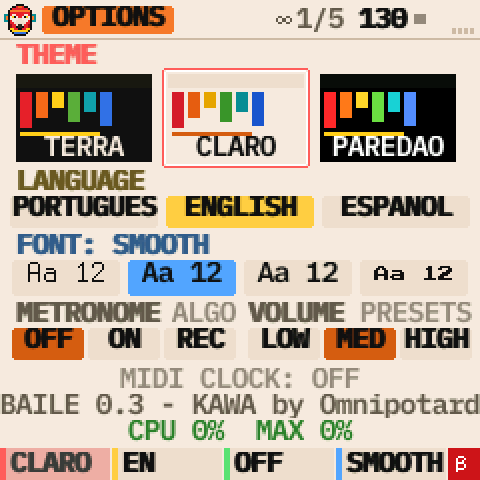 OPTIONS ∞1/5 130
THEME
TERRA CLARO PAREDAO
LANGUAGE
PORTUGUES ENGLISH ESPANOL
FONT: SMOOTH
Aa 12 Aa 12 Aa 12 Aa 12
METRONOME ALGO VOLUME PRESETS
OFF ON REC LOW MED HIGH
MIDI CLOCK: OFF
BAILE 0.3 - KAWA by Omnipotard
CPU 0% MAX 0%
CLARO EN OFF SMOOTH β